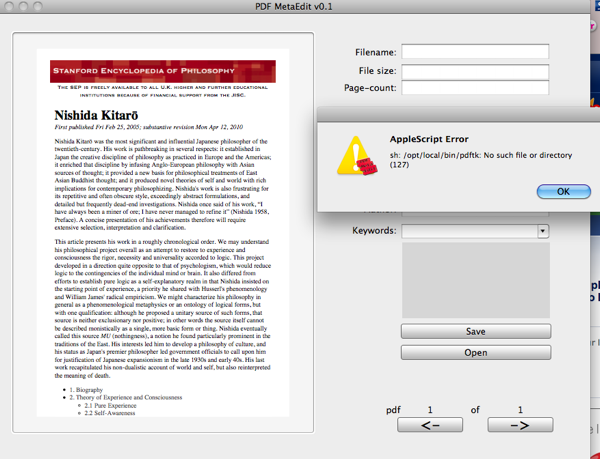 PDF MetaEdit v0.1
STANFORD ENCYCLOPEDIA OF PHILOSOPHY
THE SEP IS FREELY AVAILABLE TO ALL U.K. HIGHER AND FURTHER EDUCATIONAL
INSTITUTIONS BECAUSE OF FINANCIAL SUPPORT FROM THE JISC.
Nishida Kitarō
First published Fri Feb 25, 2005; substantive revision Mon Apr 12, 2010
Nishida Kitarō was the most significant and influential Japanese philosopher of the
twentieth-century. His work is pathbreaking in several respects: it established in
Japan the creative discipline of philosophy as practiced in Europe and the Americas;
it enriched that discipline by infusing Anglo-European philosophy with Asian
sources of thought; it provided a new basis for philosophical treatments of East
Asian Buddhist thought; and it produced novel theories of self and world with rich
implications for contemporary philosophizing. Nishida's work is also frustrating for
its repetitive and often obscure style, exceedingly abstract formulations, and
detailed but frequently dead-end investigations. Nishida once said of his work, “I
have always been a miner of ore; I have never managed to refine it” (Nishida 1958,
Preface). A concise presentation of his achievements therefore will require
extensive selection, interpretation and clarification.
This article presents his work in a roughly chronological order. We may understand
his philosophical project overall as an attempt to restore to experience and
consciousness the rigor, necessity and universality accorded to logic. This project
developed in a direction quite opposite to that of psychologism, which would reduce
logic to the contingencies of the individual mind or brain. It also differed from
efforts to establish pure logic as a self-explanatory realm in that Nishida insisted on
the starting point of experience, a priority he shared with Husserl's phenomenology
and William James' radical empiricism. We might characterize his philosophy in
general as a phenomenological metaphysics or an ontology of logical forms, but
with one qualification: although he proposed a unitary source of such forms, that
source is neither exclusionary nor positive; in other words the source itself cannot
be described monistically as a single, more basic form or thing. Nishida eventually
called this source MU (nothingness), a notion he found particularly prominent in the
traditions of the East. His interests led him to develop a philosophy of culture, and
his status as Japan's premier philosopher led government officials to call upon him
for justification of Japanese expansionism in the late 1930s and early 40s. His last
work recapitulated his non-dualistic account of world and self, but also reinterpreted
the meaning of death.
• 1. Biography
• 2. Theory of Experience and Consciousness
◦ 2.1 Pure Experience
◦ 2.2 Self-Awareness
Filename:
File size:
Page-count:
AppleScript Error
sh: /opt/local/bin/pdftk: No such file or directory
(127)
OK
Keywords:
Save
Open
pdf 1 of 1
<- ->